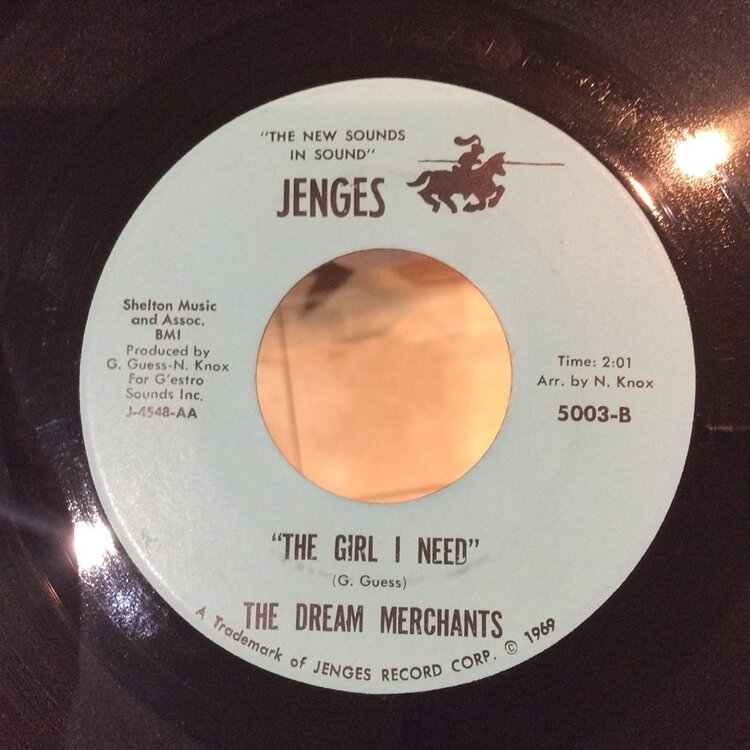 "THE NEW SOUNDS
IN SOUND"
JENGES
Shelton Music
and Assoc.
BMI
Produced by
G. Guess-N. Knox
For G'estro
Sounds Inc.
J-4548-AA
Time: 2:01
Arr. by N. Knox
5003-B
"THE GIRL I NEED"
(G. Guess)
THE DREAM MERCHANTS
A Trademark of JENGES RECORD CORP. © 1969